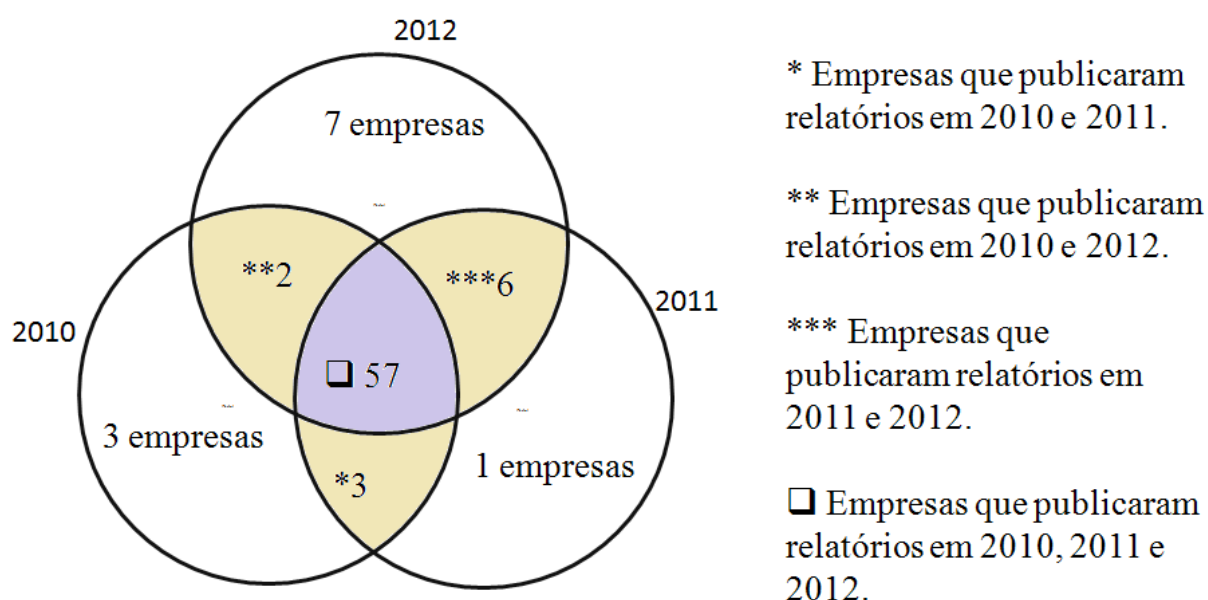 2012
7 empresas
**2
***6
2010
2011
❑ 57
3 empresas
1 empresas
*3
* Empresas que publicaram
relatórios em 2010 e 2011.
** Empresas que publicaram
relatórios em 2010 e 2012.
*** Empresas que
publicaram relatórios em
2011 e 2012.
❑ Empresas que publicaram
relatórios em 2010, 2011 e
2012.